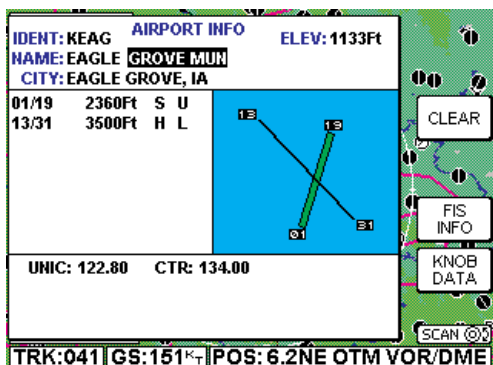 AIRPORT INFO
IDENT: KEAG ELEV: 1133Ft
NAME: EAGLE GROVE MUN
CITY: EAGLE GROVE, IA
01/19 2360Ft S U
13/31 3500Ft H L
13 19
01 31
UNIC: 122.80 CTR: 134.00
CLEAR
FIS
INFO
KNOB
DATA
SCAN
TRK:041 GS:151KT POS: 6.2NE OTM VOR/DME